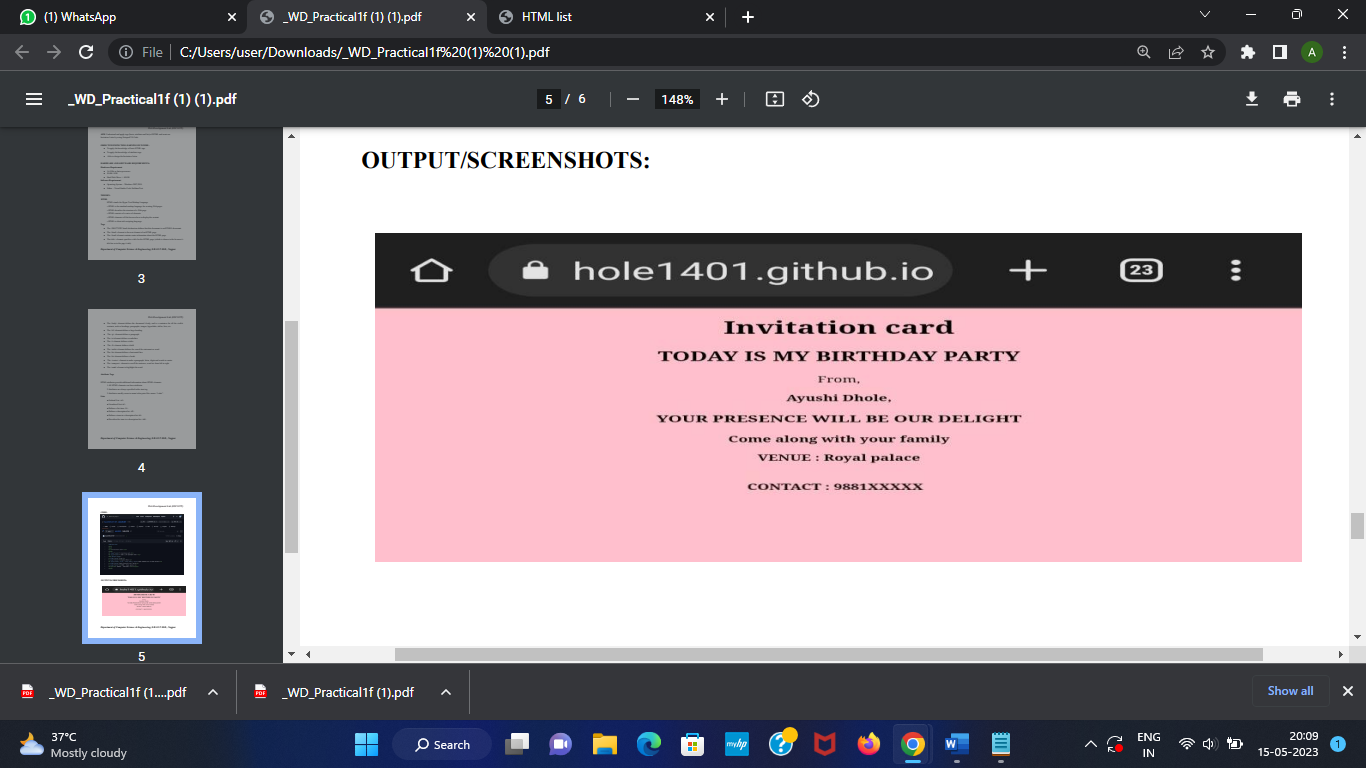 (1) WhatsApp
_WD_Practical1f (1) (1).pdf
HTML list
File
C:/Users/user/Downloads/_WD_Practical1f%20(1)%20(1).pdf
A
_WD_Practical1f (1) (1).pdf
5 / 6
148%
3
4
5
OUTPUT/SCREENSHOTS:
hole1401.github.io
23
Invitation card
TODAY IS MY BIRTHDAY PARTY
From,
Ayushi Dhole,
YOUR PRESENCE WILL BE OUR DELIGHT
Come along with your family
VENUE : Royal palace
CONTACT : 9881XXXXX
_WD_Practical1f (1....pdf
_WD_Practical1f (1).pdf
Show all
37°C
Mostly cloudy
Search
ENG
IN
20:09
15-05-2023
1